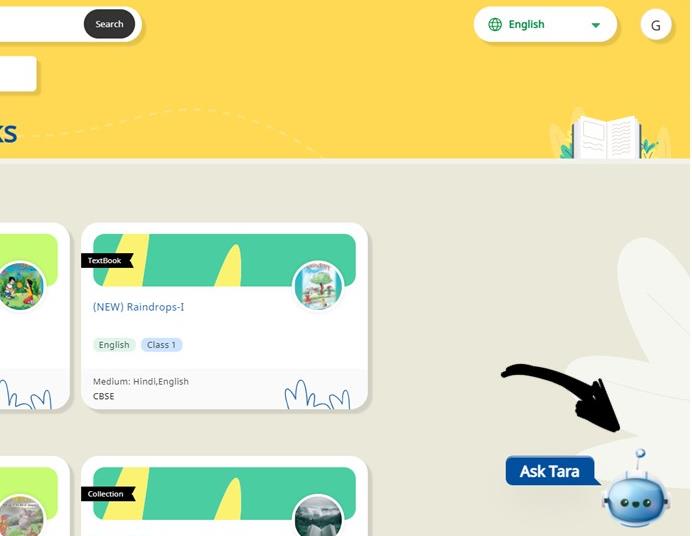 Search
English
G
KS
TextBook
(NEW) Raindrops-I
English Class 1
Medium: Hindi,English
CBSE
Collection
Ask Tara